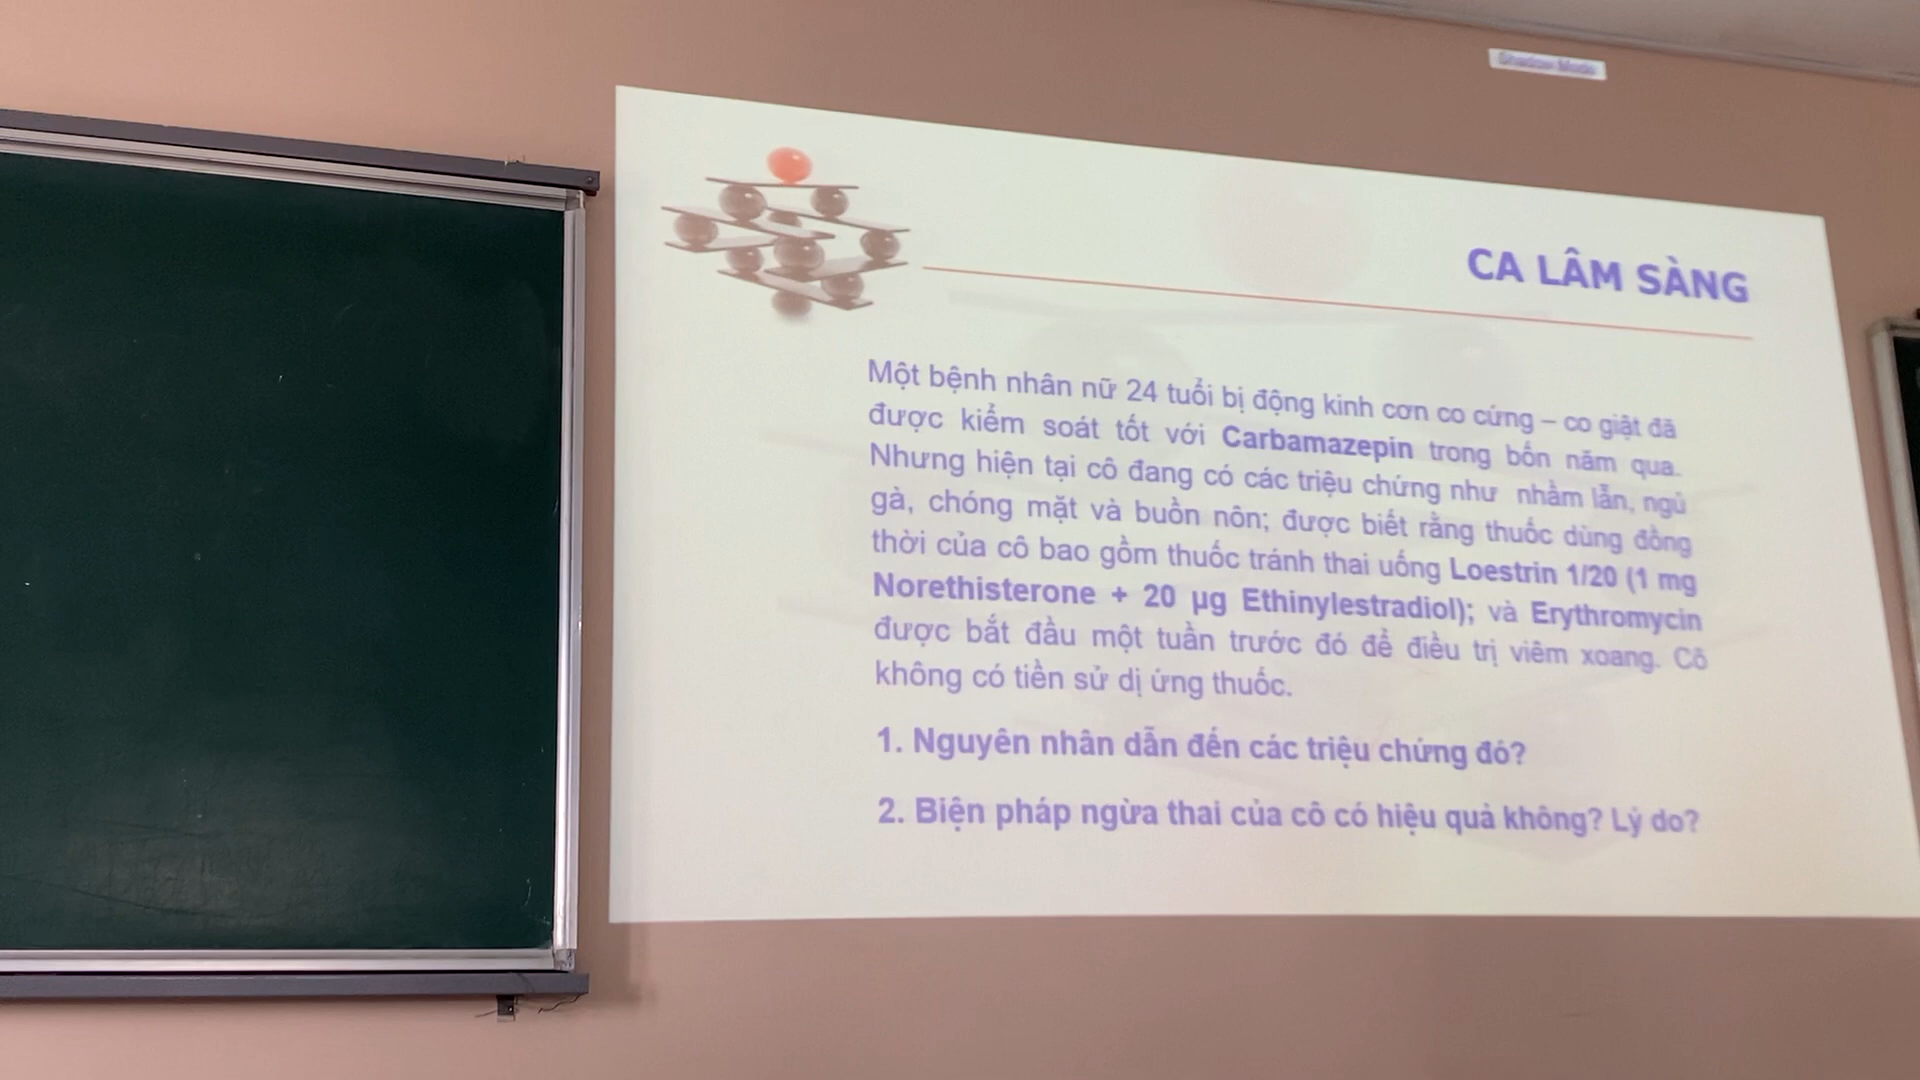 Shadow Mode
CA LÂM SÀNG
Một bệnh nhân nữ 24 tuổi bị động kinh cơn co cứng – co giật đã
được kiểm soát tốt với Carbamazepin trong bốn năm qua.
Nhưng hiện tại cô đang có các triệu chứng như nhầm lẫn, ngủ
gà, chóng mặt và buồn nôn; được biết rằng thuốc dùng đồng
thời của cô bao gồm thuốc tránh thai uống Loestrin 1/20 (1 mg
Norethisterone + 20 µg Ethinylestradiol); và Erythromycin
được bắt đầu một tuần trước đó để điều trị viêm xoang. Cô
không có tiền sử dị ứng thuốc.
1. Nguyên nhân dẫn đến các triệu chứng đó?
2. Biện pháp ngừa thai của cô có hiệu quả không? Lý do?